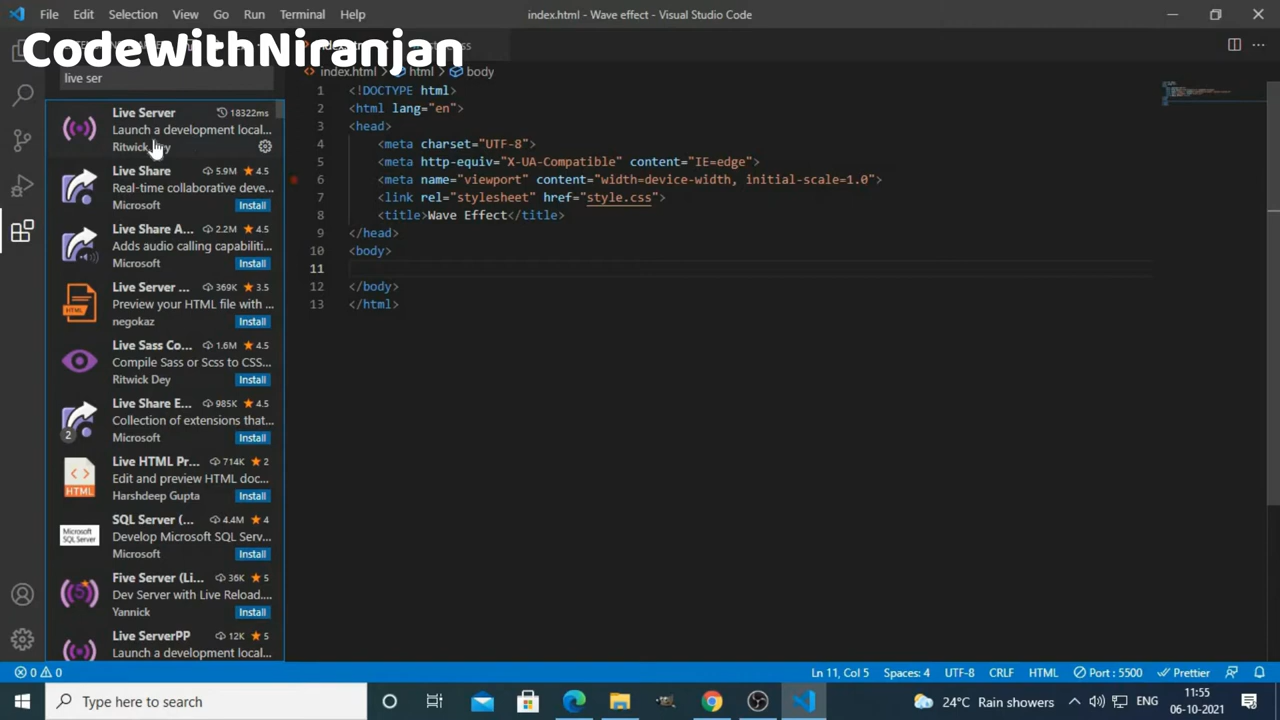 File Edit Selection View Go Run Terminal Help
index.html - Wave effect - Visual Studio Code
CodeWithNiranjan
live ser
Live Server 18322ms
Launch a development local...
Ritwick Dey
Live Share 5.9M 4.5
Real-time collaborative deve...
Microsoft Install
Live Share A... 2.2M 4.5
Adds audio calling capabiliti...
Microsoft Install
Live Server ... 369K 3.5
Preview your HTML file with ...
negokaz Install
Live Sass Co... 1.6M 4.5
Compile Sass or Scss to CSS...
Ritwick Dey Install
Live Share E... 985K 4.5
Collection of extensions that...
2 Microsoft Install
Live HTML Pr... 714K 2
Edit and preview HTML doc...
HTML Harshdeep Gupta Install
SQL Server (... 4.4M 4
Microsoft SQL Server Develop Microsoft SQL Serv...
Microsoft Install
Five Server (Li... 36K 5
Dev Server with Live Reload....
Yannick Install
Live ServerPP 12K 5
Launch a development local...
index.html html body
1 <!DOCTYPE html>
2 <html lang="en">
3 <head>
4 <meta charset="UTF-8">
5 <meta http-equiv="X-UA-Compatible" content="IE=edge">
6 <meta name="viewport" content="width=device-width, initial-scale=1.0">
7 <link rel="stylesheet" href="style.css">
8 <title>Wave Effect</title>
9 </head>
10 <body>
11
12 </body>
13 </html>
0 0 Ln 11, Col 5 Spaces: 4 UTF-8 CRLF HTML Port : 5500 Prettier
Type here to search 24°C Rain showers ENG 11:55
06-10-2021